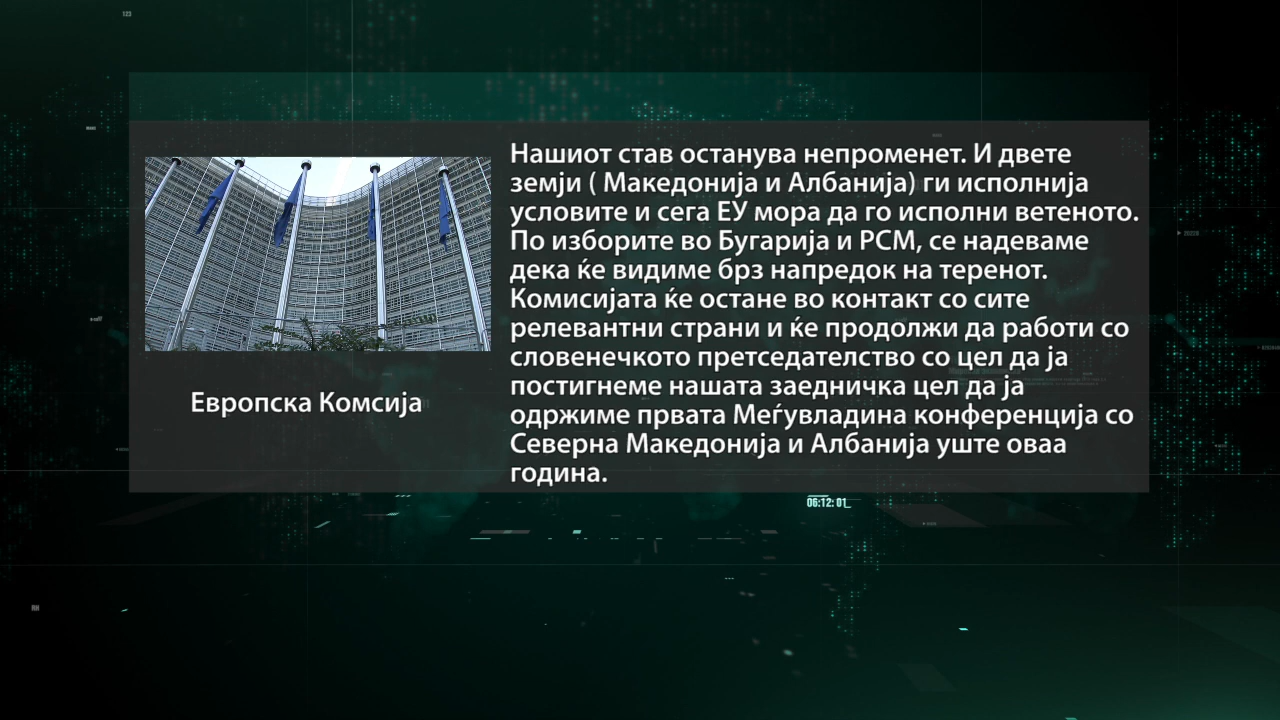 123
Нашиот став останува непроменет. И двете
земји ( Македонија и Албанија) ги исполнија
условите и сега ЕУ мора да го исполни ветеното.
По изборите во Бугарија и РСМ, се надеваме
дека ќе видиме брз напредок на теренот.
Комисијата ќе остане во контакт со сите
релевантни страни и ќе продолжи да работи со
словенечкото претседателство со цел да ја
постигнеме нашата заедничка цел да ја
одржиме првата Меѓувладина конференција со
Северна Македонија и Албанија уште оваа
година.
Европска Комсија
06:12: 01_